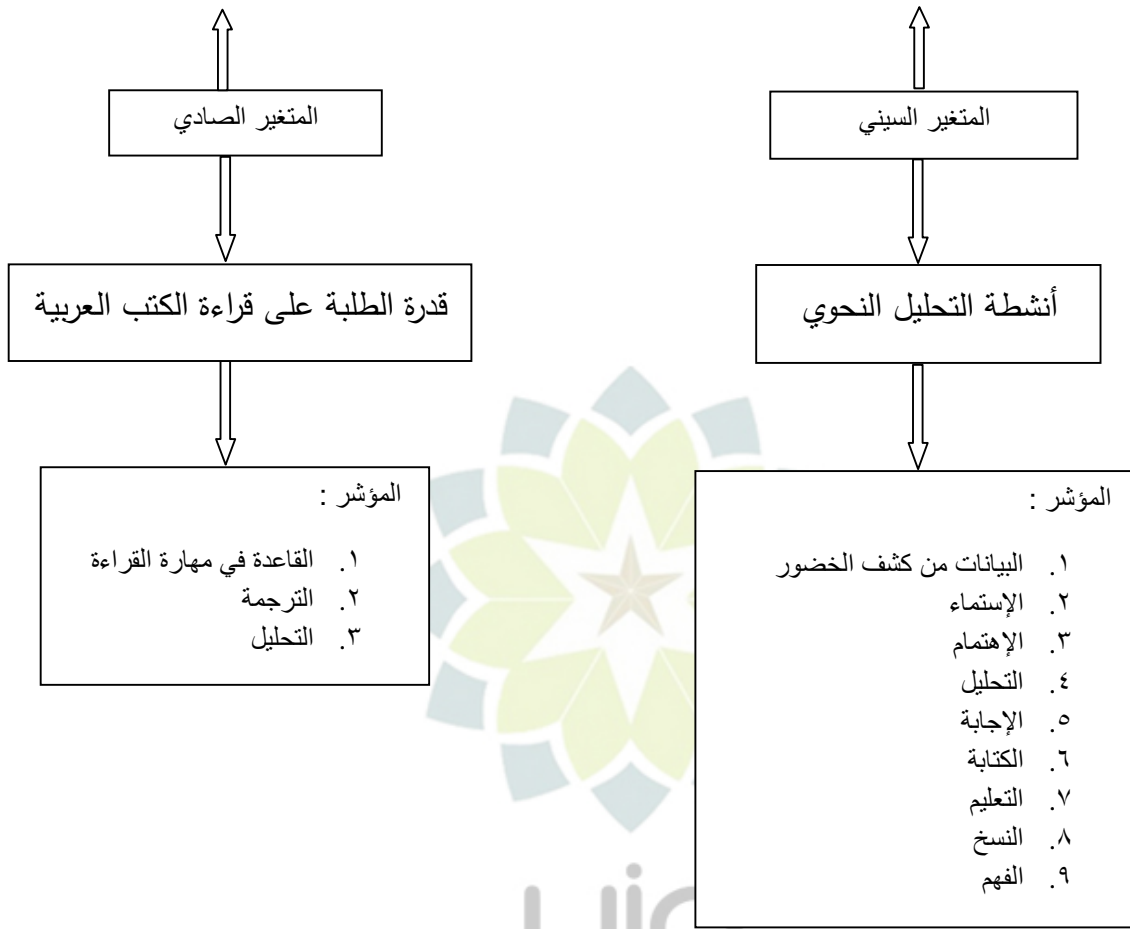 المتغير السيني
أنشطة التحليل النحوي
المؤشر :
١. البيانات من كشف الخضور
٢. الإستماء
٣. الإهتمام
٤. التحليل
٥. الإجابة
٦. الكتابة
٧. التعليم
٨. النسخ
٩. الفهم
المتغير الصادي
قدرة الطلبة على قراءة الكتب العربية
المؤشر :
١. القاعدة في مهارة القراءة
٢. الترجمة
٣. التحليل